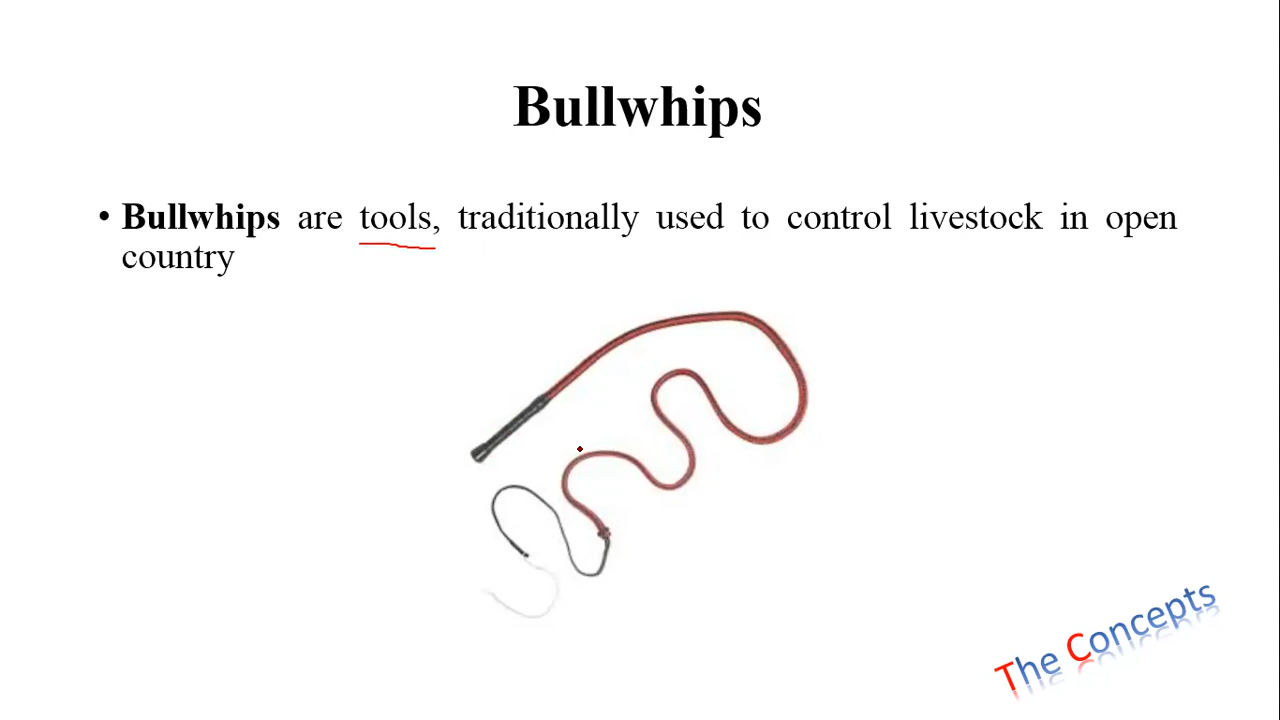 Bullwhips
• Bullwhips are tools, traditionally used to control livestock in open
country
The Concepts